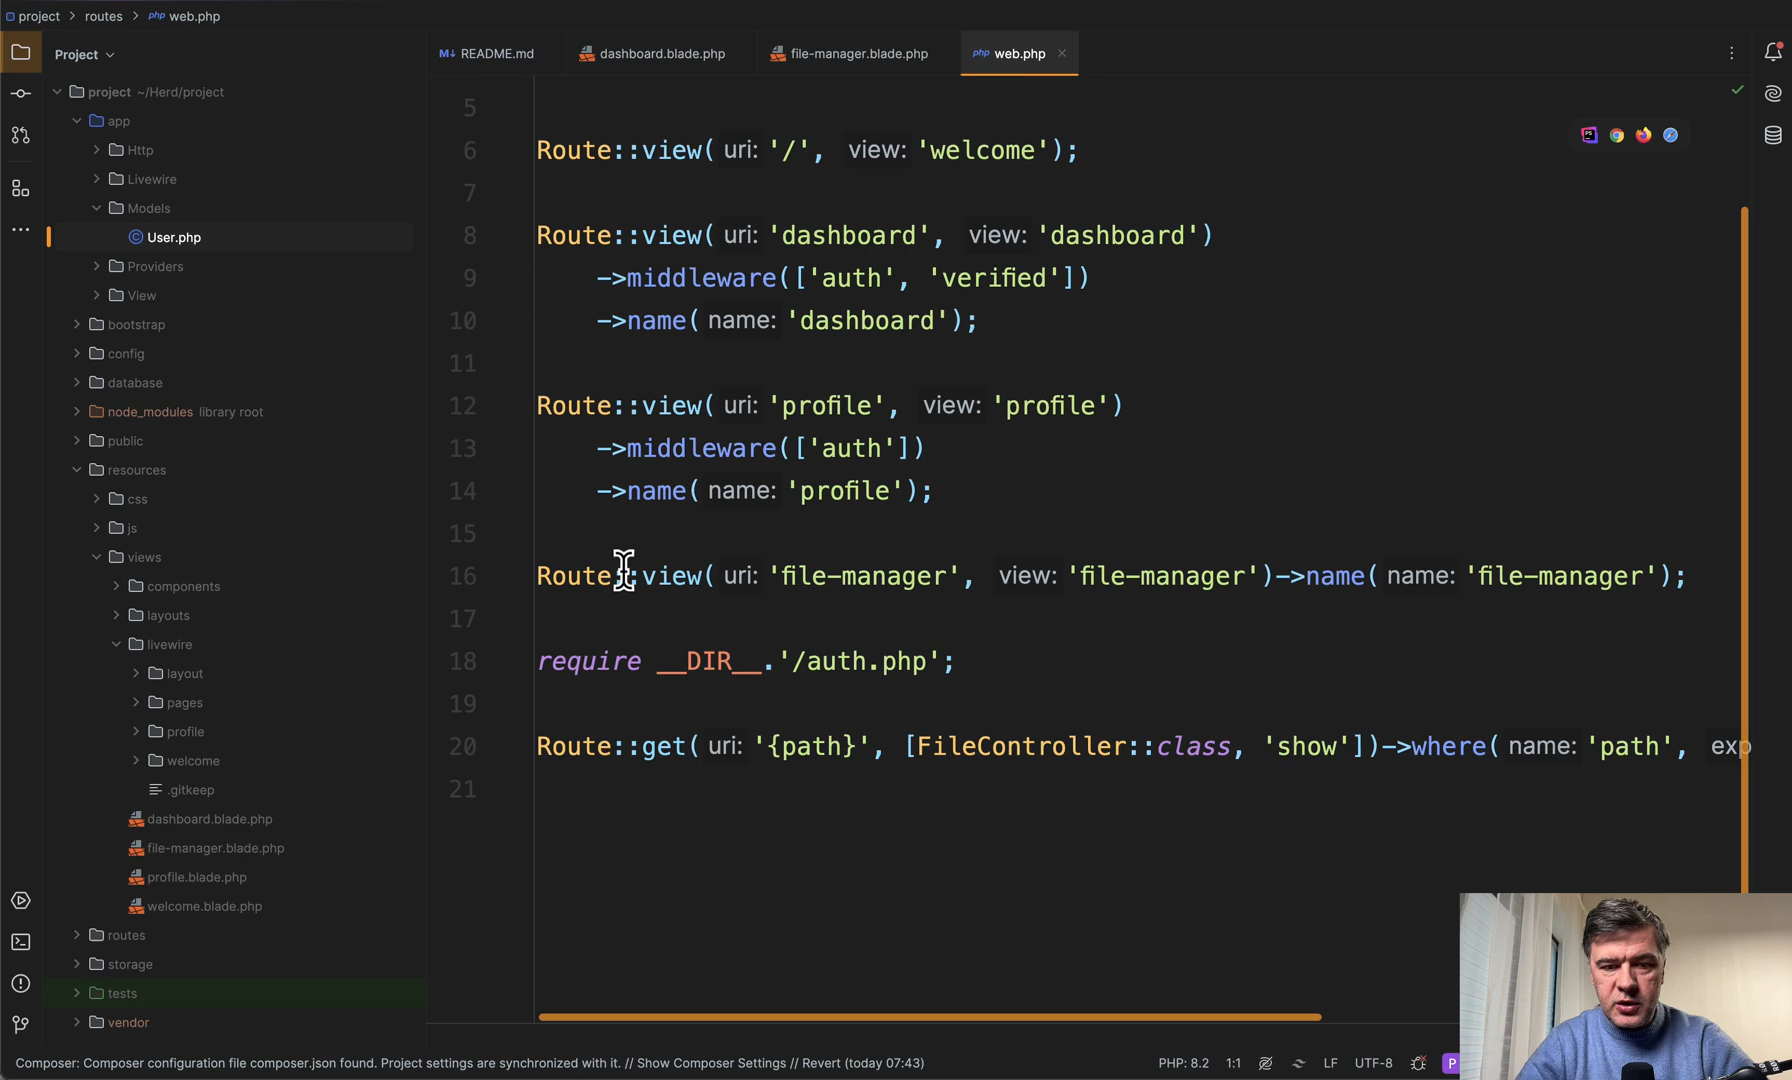 project > routes > php web.php
Project
README.md
dashboard.blade.php
file-manager.blade.php
php web.php
project ~/Herd/project
app
Http
Livewire
Models
User.php
Providers
View
bootstrap
config
database
node_modules library root
public
resources
css
js
views
components
layouts
livewire
layout
pages
profile
welcome
.gitkeep
dashboard.blade.php
file-manager.blade.php
profile.blade.php
welcome.blade.php
routes
storage
tests
vendor
5
6 Route::view( uri: '/', view: 'welcome');
7
8 Route::view( uri: 'dashboard', view: 'dashboard')
9 ->middleware(['auth', 'verified'])
10 ->name( name: 'dashboard');
11
12 Route::view( uri: 'profile', view: 'profile')
13 ->middleware(['auth'])
14 ->name( name: 'profile');
15
16 Route::view( uri: 'file-manager', view: 'file-manager')->name( name: 'file-manager');
17
18 require __DIR__.'/auth.php';
19
20 Route::get( uri: '{path}', [FileController::class, 'show'])->where( name: 'path', exp
21
Composer: Composer configuration file composer.json found. Project settings are synchronized with it. // Show Composer Settings // Revert (today 07:43)
PHP: 8.2 1:1 LF UTF-8 P